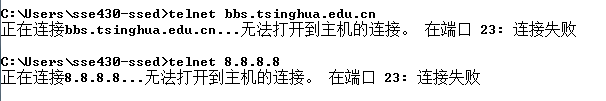 C:\Users\sse430-ssed>telnet bbs.tsinghua.edu.cn
正在连接bbs.tsinghua.edu.cn...无法打开到主机的连接。 在端口 23: 连接失败
C:\Users\sse430-ssed>telnet 8.8.8.8
正在连接8.8.8.8...无法打开到主机的连接。 在端口 23: 连接失败